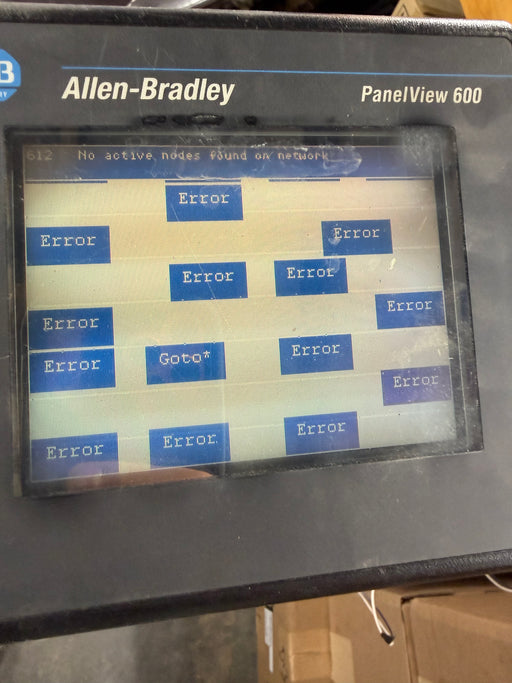 B
RY
Allen-Bradley
PanelView 600
612 No active nodes found on network
Error
Error Error
Error Error
Error Error
Error Goto* Error
Error
Error Error Error